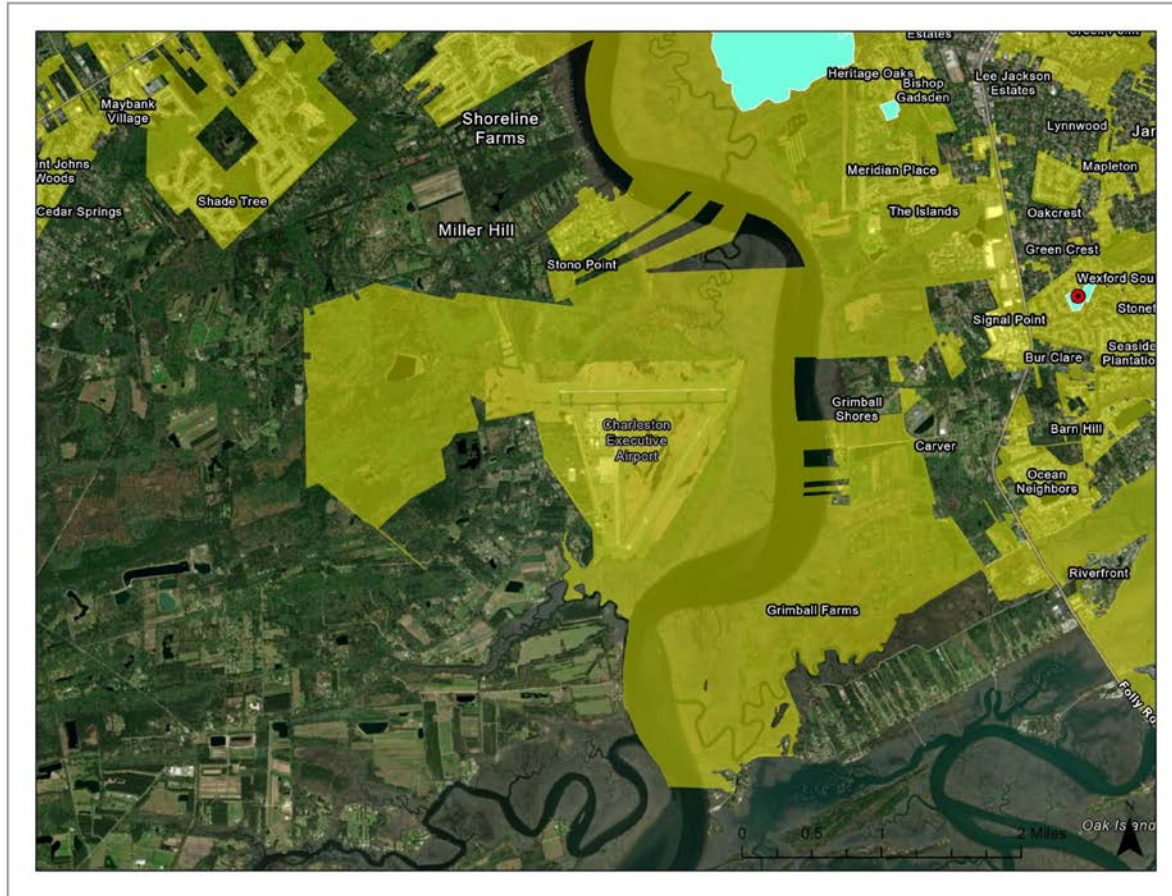 Estates
Heritage Oaks
Bishop
Gadsden
Lee Jackson
Estates
Maybank
Village
Shoreline
Farms
Lynnwood
Jar
int Johns
Woods
Meridian Place
Mapleton
Shade Tree
Cedar Springs
The Islands
Oakcrest
Miller Hill
Green Crest
Stono Point
Wexford Sou
Signal Point
Stonef
Seaside
Plantatio
Bur Clare
Grimball
Shores
Charleston
Executive
Airport
Barn Hill
Carver
Ocean
Neighbors
Riverfront
Grimball Farms
Folly Ro
N
Oak Island
0 0.5 1 2 Miles